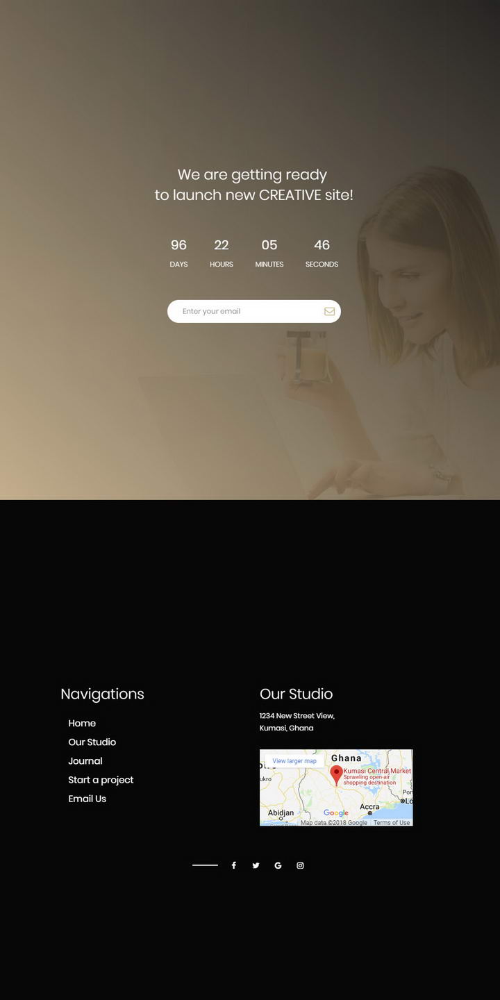 We are getting ready
to launch new CREATIVE site!
96 22 05 46
DAYS HOURS MINUTES SECONDS
Enter your email
Navigations
Home
Our Studio
Journal
Start a project
Email Us
Our Studio
1234 New Street View,
Kumasi, Ghana
View larger map
Ghana
Kumasi Central Market
Sprawling open-air
shopping destination
ukro
Port
Lo
Accra
Abidjan
Google
Map data ©2018 Google
Terms of Use